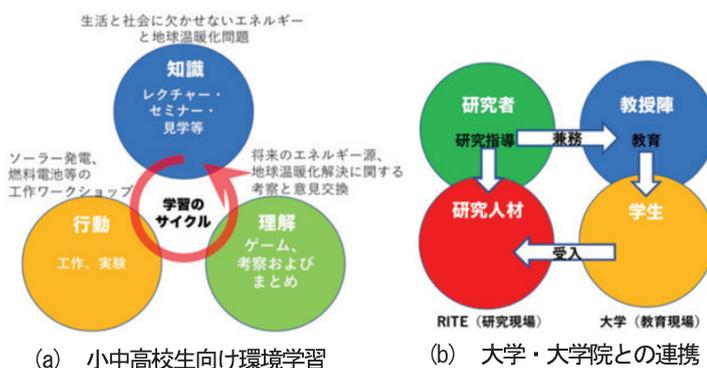 生活と社会に欠かせないエネルギー
と地球温暖化問題
知識
レクチャー・
セミナー・
見学等
ソーラー発電、
燃料電池等の
工作ワークショップ
将来のエネルギー源、
地球温暖化解決に関する
考察と意見交換
学習の
サイクル
行動
工作、実験
理解
ゲーム、
考察および
まとめ
(a) 小中高校生向け環境学習
研究者
研究指導
兼務
教授陣
教育
研究人材
学生
受入
RITE（研究現場）
大学（教育現場）
(b) 大学・大学院との連携